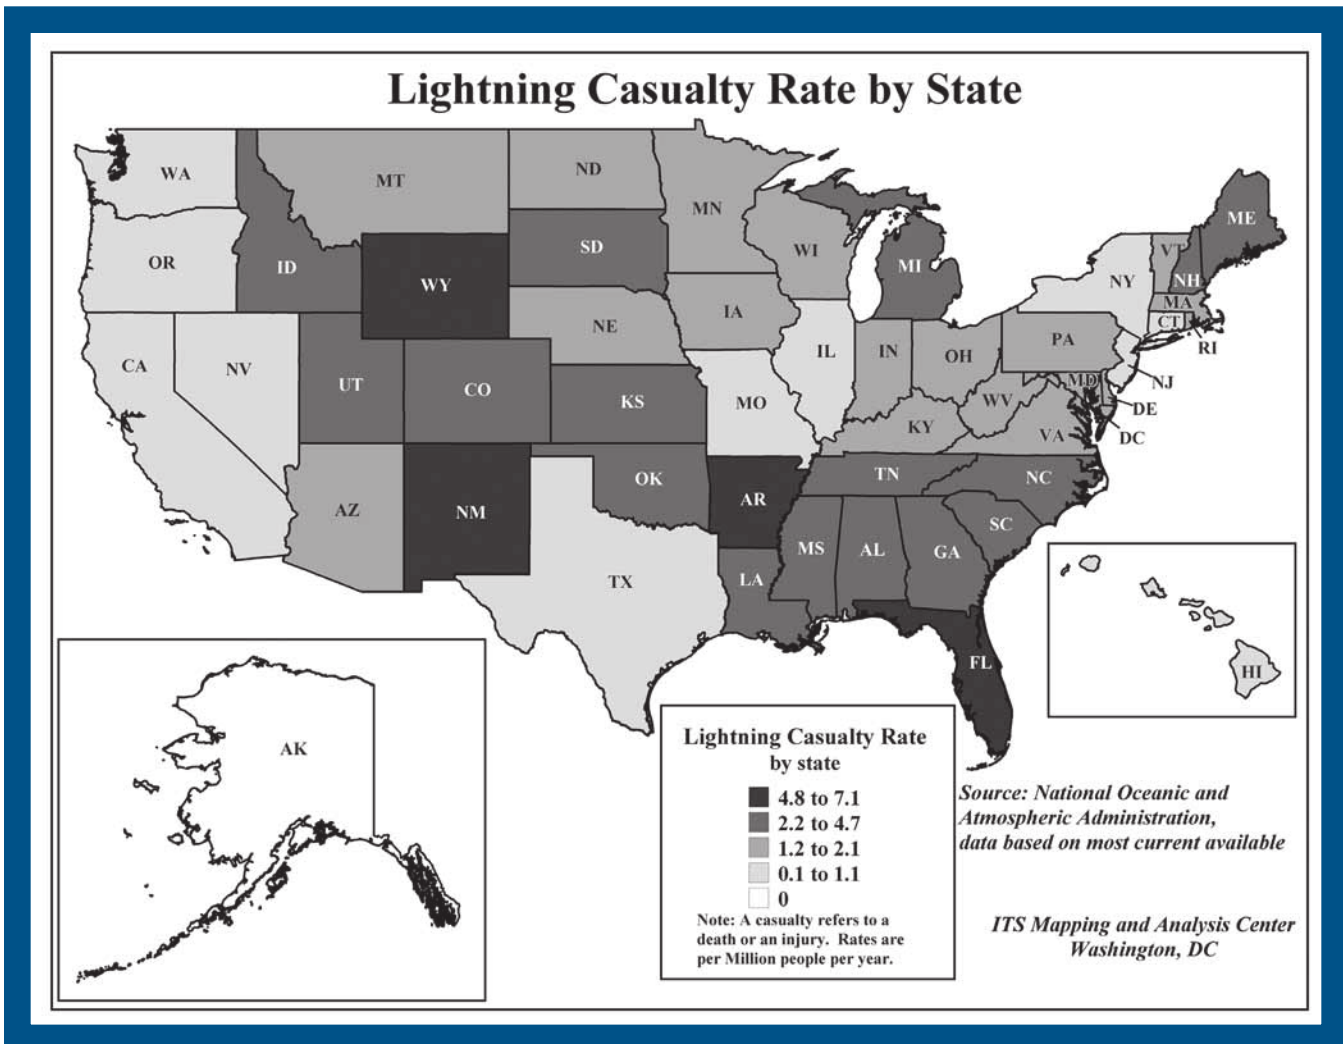 Lightning Casualty Rate by State
WA
MT
ND
MN
ME
OR
ID
SD
WI
MI
VT
NH
NY
WY
MA
CT
RI
NE
IA
PA
CA
NV
UT
CO
IL
IN
OH
NJ
MD
DE
DC
KS
MO
WV
KY
VA
AZ
NM
OK
AR
TN
NC
SC
TX
LA
MS
AL
GA
FL
HI
AK
Lightning Casualty Rate
by state
4.8 to 7.1
2.2 to 4.7
1.2 to 2.1
0.1 to 1.1
0
Note: A casualty refers to a
death or an injury. Rates are
per Million people per year.
Source: National Oceanic and
Atmospheric Administration,
data based on most current available
ITS Mapping and Analysis Center
Washington, DC